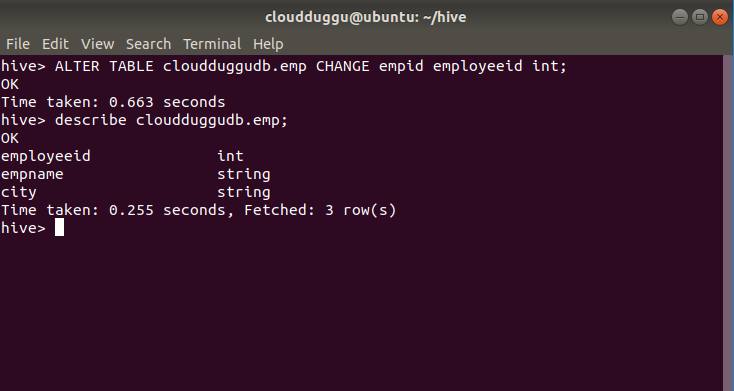 cloudduggu@ubuntu: ~/hive
File Edit View Search Terminal Help
hive> ALTER TABLE cloudduggudb.emp CHANGE empid employeeid int;
OK
Time taken: 0.663 seconds
hive> describe cloudduggudb.emp;
OK
employeeid              int
empname                 string
city                    string
Time taken: 0.255 seconds, Fetched: 3 row(s)
hive>